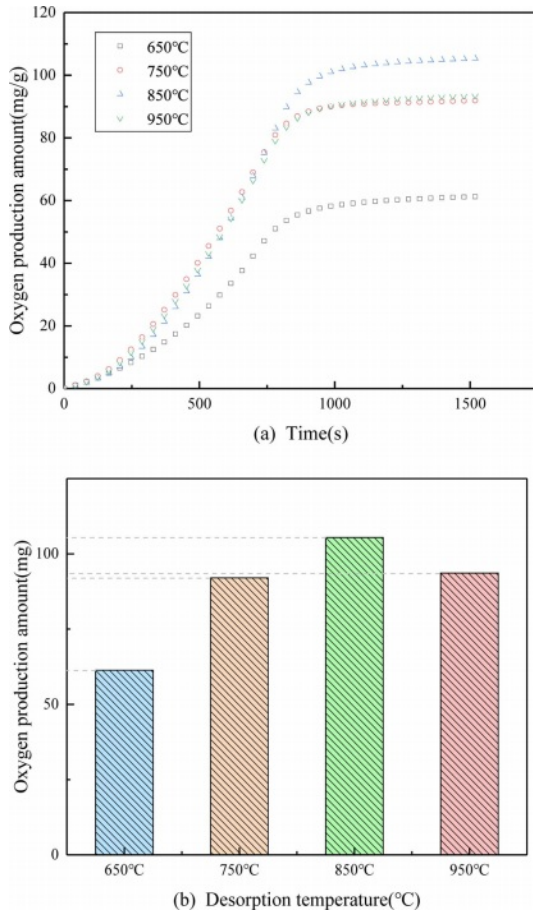 120
100
80
60
40
20
0
Oxygen production amount(mg/g)
650℃
750℃
850℃
950℃
0 500 1000 1500
(a) Time(s)
100
50
0
Oxygen production amount(mg)
650℃ 750℃ 850℃ 950℃
(b) Desorption temperature(℃)